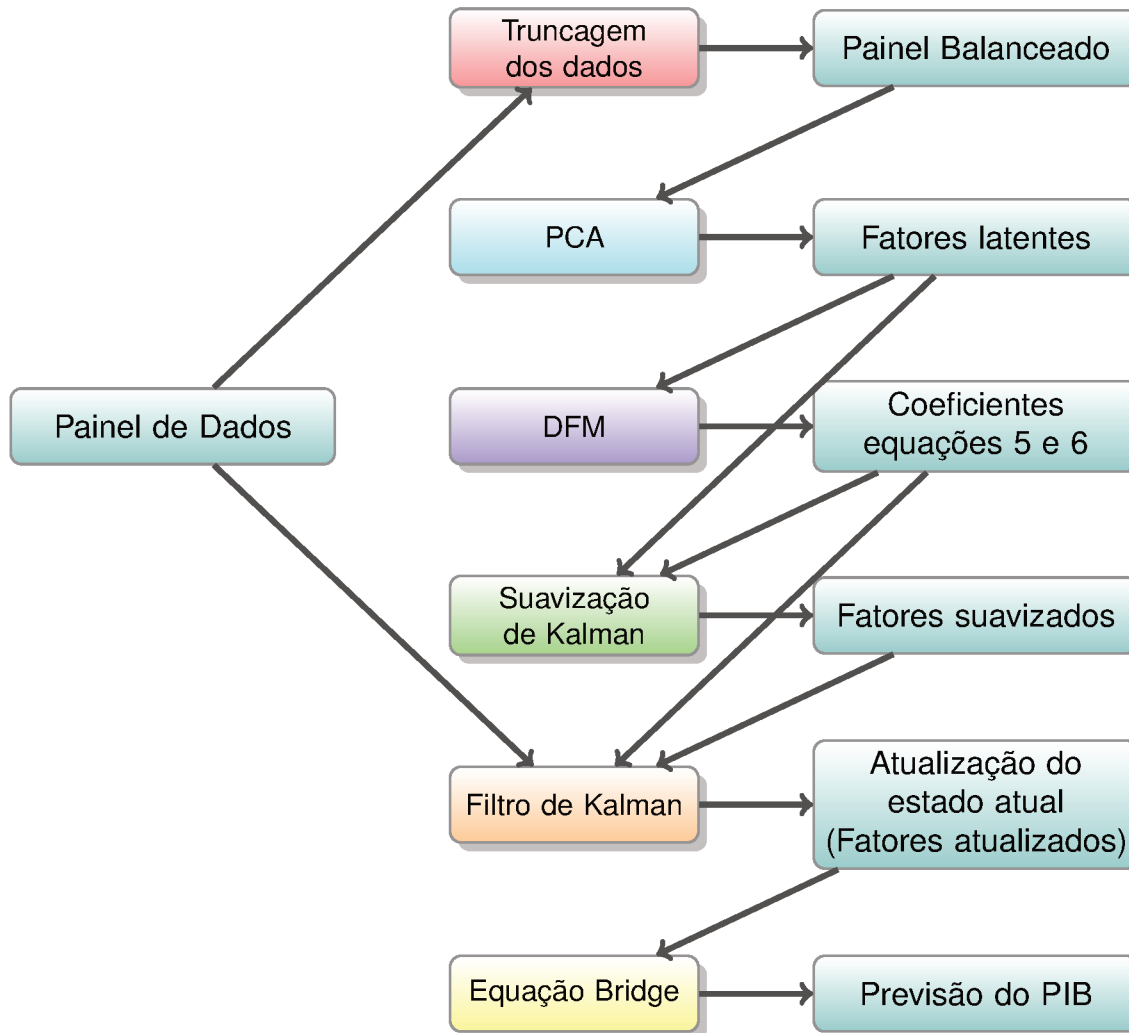 Truncagem
dos dados
Painel Balanceado
PCA
Fatores latentes
Painel de Dados
DFM
Coeficientes
equações 5 e 6
Suavização
de Kalman
Fatores suavizados
Filtro de Kalman
Atualização do
estado atual
(Fatores atualizados)
Equação Bridge
Previsão do PIB